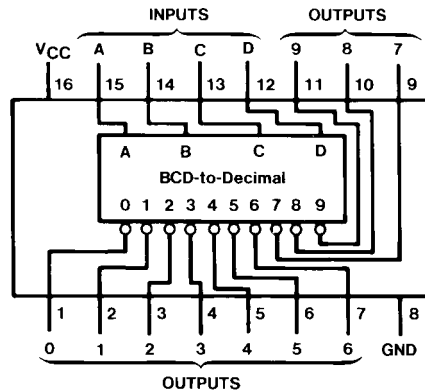 INPUTS OUTPUTS
VCC A B C D 9 8 7
16 15 14 13 12 11 10 9
A B C D
BCD-to-Decimal
0 1 2 3 4 5 6 7 8 9
1 2 3 4 5 6 7 8
0 1 2 3 4 5 6 GND
OUTPUTS